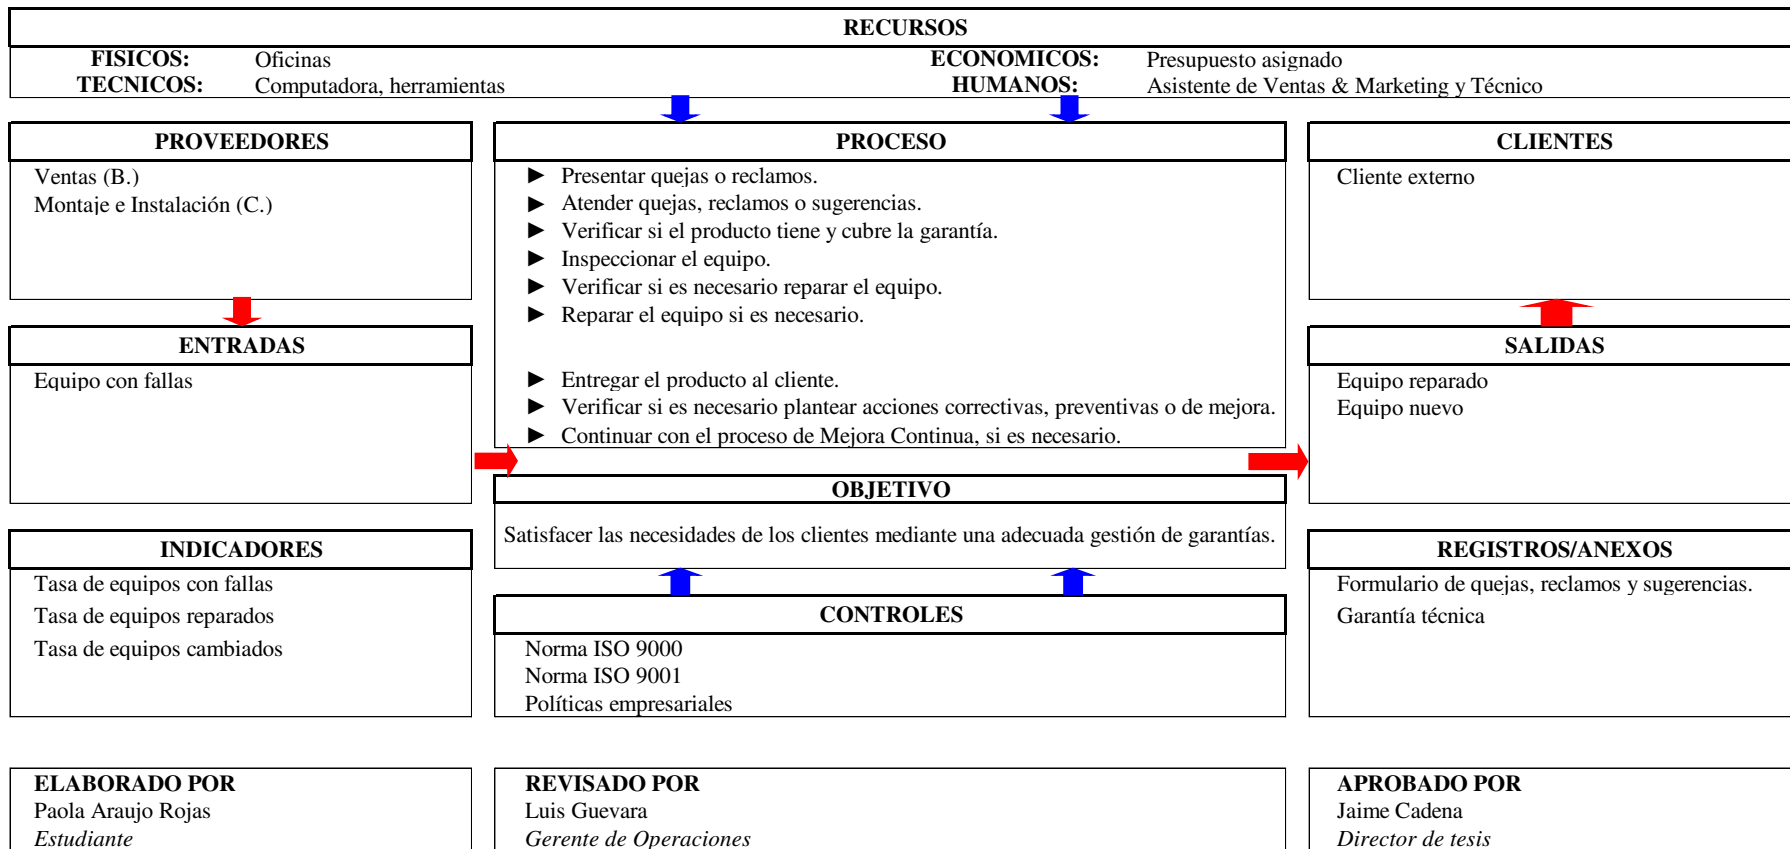 RECURSOS
FISICOS: Oficinas ECONOMICOS: Presupuesto asignado
TECNICOS: Computadora, herramientas HUMANOS: Asistente de Ventas & Marketing y Técnico
PROVEEDORES
Ventas (B.)
Montaje e Instalación (C.)
ENTRADAS
Equipo con fallas
INDICADORES
Tasa de equipos con fallas
Tasa de equipos reparados
Tasa de equipos cambiados
PROCESO
► Presentar quejas o reclamos.
► Atender quejas, reclamos o sugerencias.
► Verificar si el producto tiene y cubre la garantía.
► Inspeccionar el equipo.
► Verificar si es necesario reparar el equipo.
► Reparar el equipo si es necesario.
► Entregar el producto al cliente.
► Verificar si es necesario plantear acciones correctivas, preventivas o de mejora.
► Continuar con el proceso de Mejora Continua, si es necesario.
OBJETIVO
Satisfacer las necesidades de los clientes mediante una adecuada gestión de garantías.
CONTROLES
Norma ISO 9000
Norma ISO 9001
Políticas empresariales
CLIENTES
Cliente externo
SALIDAS
Equipo reparado
Equipo nuevo
REGISTROS/ANEXOS
Formulario de quejas, reclamos y sugerencias.
Garantía técnica
ELABORADO POR
Paola Araujo Rojas
Estudiante
REVISADO POR
Luis Guevara
Gerente de Operaciones
APROBADO POR
Jaime Cadena
Director de tesis